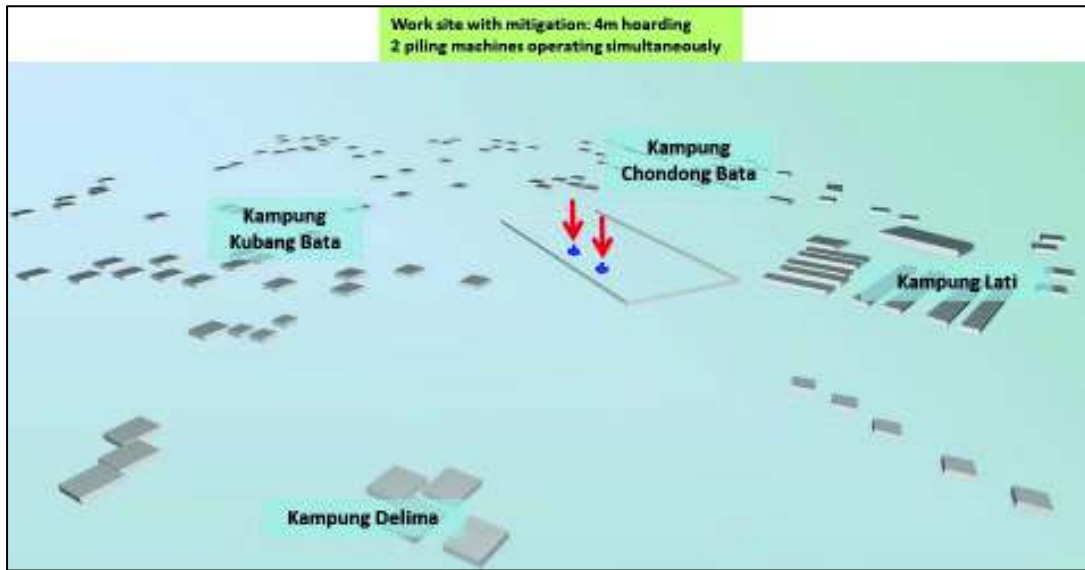 Work site with mitigation: 4m hoarding
2 piling machines operating simultaneously
Kampung
Chondong Bata
Kampung
Kubang Bata
Kampung Lati
Kampung Delima